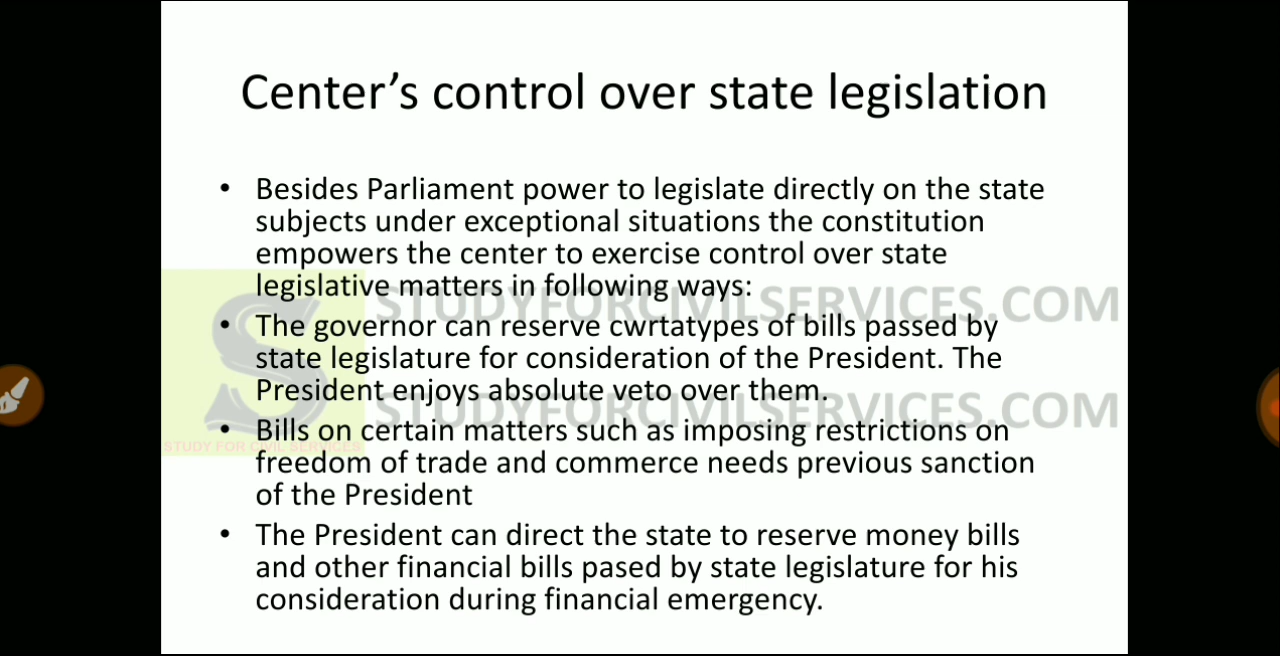 Center's control over state legislation
• Besides Parliament power to legislate directly on the state
subjects under exceptional situations the constitution
empowers the center to exercise control over state
legislative matters in following ways:
STUDYFORCIVILSERVICES.COM
• The governor can reserve cwrtatypes of bills passed by
state legislature for consideration of the President. The
President enjoys absolute veto over them.
STUDYFORCIVILSERVICES.COM
• Bills on certain matters such as imposing restrictions on
STUDY FOR CIVIL SERVICES
freedom of trade and commerce needs previous sanction
of the President
• The President can direct the state to reserve money bills
and other financial bills pased by state legislature for his
consideration during financial emergency.